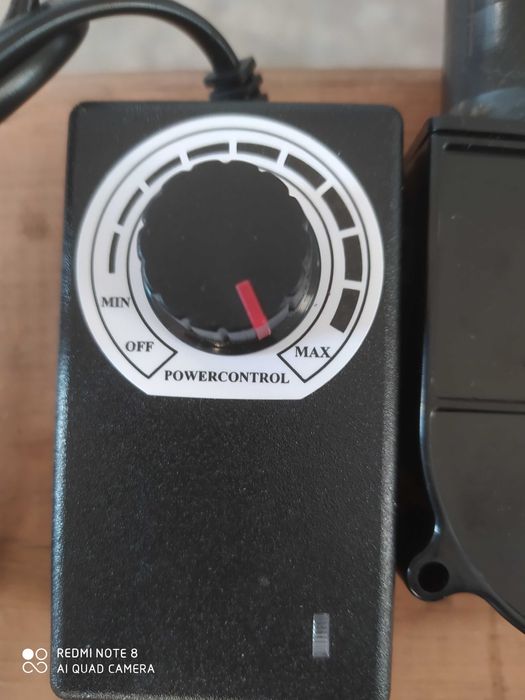 MIN
OFF
MAX
POWERCONTROL
REDMI NOTE 8
AI QUAD CAMERA